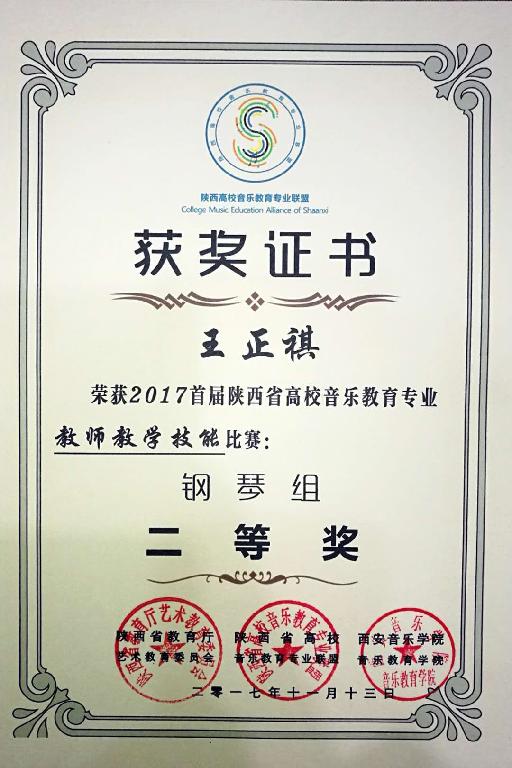 陕西高校音乐教育专业联盟
College Music Education Alliance of Shaanxi
获奖证书
王正祺
荣获2017首届陕西省高校音乐教育专业
教师教学技能比赛：
钢琴组
二等奖
陕西省教育厅 陕西省高校 西安音乐学院
艺术教育委员会 音乐教育专业联盟 音乐教育学院
二零一七年十一月十三日